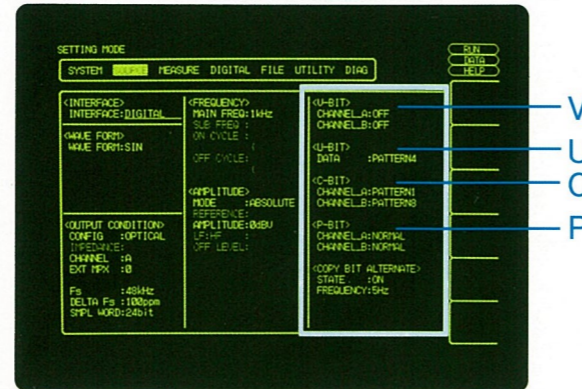 SETTING MODE
SYSTEM SOURCE MEASURE DIGITAL FILE UTILITY DIAG
RUN
DATA
HELP
<INTERFACE>
INTERFACE:DIGITAL
<WAVE FORM>
WAVE FORM:SIN
<OUTPUT CONDITION>
CONFIG :OPTICAL
IMPEDANCE:
CHANNEL :A
EXT MPX :0
Fs :48kHz
DELTA Fs :100ppm
SMPL WORD:24bit
<FREQUENCY>
MAIN FREQ:1kHz
SUB FREQ :
ON CYCLE :
(
OFF CYCLE:
(
<AMPLITUDE>
MODE :ABSOLUTE
REFERENCE:
AMPLITUDE:0dBV
LF:HF :
OFF LEVEL:
<V-BIT>
CHANNEL_A:OFF
CHANNEL_B:OFF
<U-BIT>
DATA :PATTERN4
<C-BIT>
CHANNEL_A:PATTERN1
CHANNEL_B:PATTERN8
<P-BIT>
CHANNEL_A:NORMAL
CHANNEL_B:NORMAL
<COPY BIT ALTERNATE>
STATE :ON
FREQUENCY:5Hz
V
U
C
P